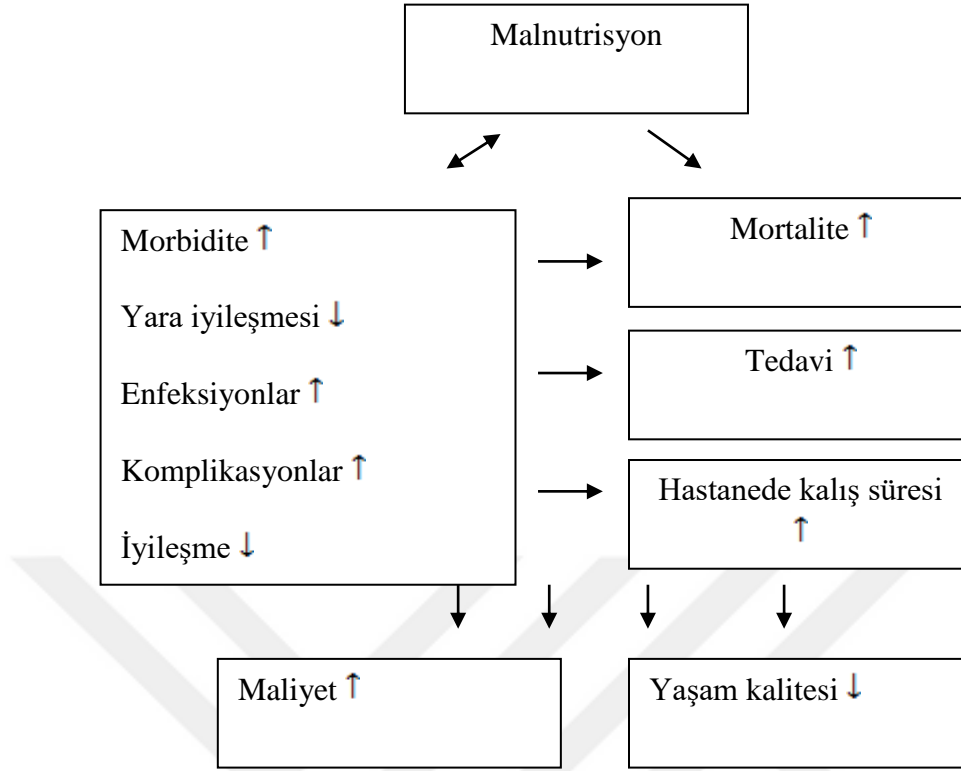 Malnutrisyon
Morbidite ↑
Yara iyileşmesi ↓
Enfeksiyonlar ↑
Komplikasyonlar ↑
İyileşme ↓
Mortalite ↑
Tedavi ↑
Hastanede kalış süresi
↑
Maliyet ↑
Yaşam kalitesi ↓